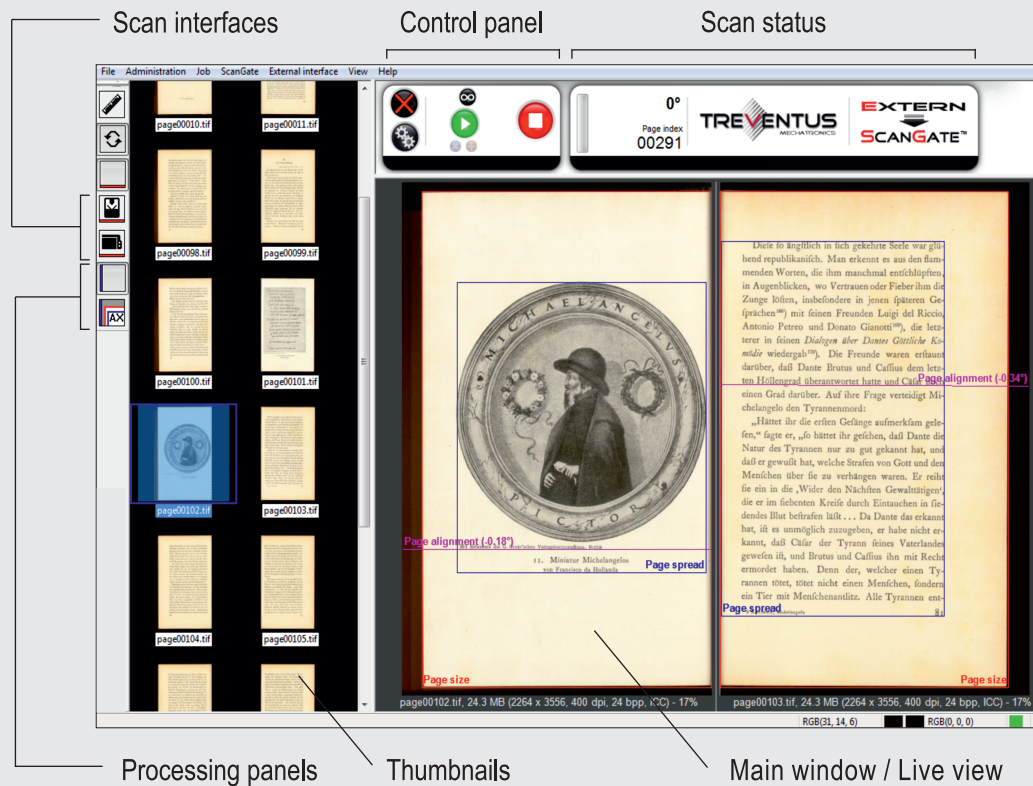 Scan interfaces
Control panel
Scan status
File Administration Job ScanGate External interface View Help
0°
Page index
00291
TREVENTUS
MECHATRONICS
EXTERN
SCANGATE™
page00010.tif
page00011.tif
page00098.tif
page00099.tif
page00100.tif
page00101.tif
page00102.tif
page00103.tif
page00104.tif
page00105.tif
AX
MICHAEL ANGELVS
PICTOR
Page alignment (-0,18°)
11. Miniatur Michelangelos
von Francisco da Hollanda
Page spread
Page size
page00102.tif, 24.3 MB (2264 x 3556, 400 dpi, 24 bpp, ICC) - 17%
Dieſe ſo ängſtlich in ſich gekehrte Seele war glü-
hend republikaniſch. Man erkennt es aus den flam-
menden Worten, die ihm manchmal entſchlüpften,
in Augenblicken, wo Vertrauen oder Fieber ihm die
Zunge löſten, insbeſondere in jenen ſpäteren Ge-
ſprächen¹⁶⁸) mit ſeinen Freunden Luigi del Riccio,
Antonio Petreo und Donato Gianotti¹⁶⁹), die letz-
terer in ſeinen Dialogen über Dantes Göttliche Ko-
mödie wiedergab¹⁷⁰). Die Freunde waren erſtaunt
darüber, daß Dante Brutus und Caſſius dem letz-
ten Höllengrad überantwortet hatte und Cäſar
Page alignment (-0,34°)
einen Grad darüber. Auf ihre Frage verteidigt Mi-
chelangelo den Tyrannenmord:
„Hättet ihr die erſten Geſänge aufmerkſam gele-
ſen,“ ſagte er, „ſo hättet ihr geſehen, daß Dante die
Natur des Tyrannen nur zu gut gekannt hat, und
daß er gewußt hat, welche Strafen von Gott und den
Menſchen über ſie zu verhängen waren. Er reiht
ſie ein in die ‚Wider den Nächſten Gewalttätigen‘,
die er im ſiebenten Kreiſe durch Eintauchen in ſie-
dendes Blut beſtrafen läßt . . . Da Dante das erkannt
hat, iſt es unmöglich zuzugeben, er habe nicht er-
kannt, daß Cäſar der Tyrann ſeines Vaterlandes
geweſen iſt, und Brutus und Caſſius ihn mit Recht
ermordet haben. Denn der, welcher einen Ty-
rannen tötet, tötet nicht einen Menſchen, ſondern
ein Tier mit Menſchenantlitz. Alle Tyrannen ent-
Page spread
81
Page size
page00103.tif, 24.3 MB (2264 x 3556, 400 dpi, 24 bpp, ICC) - 17%
RGB(31, 14, 6)
RGB(0, 0, 0)
Processing panels
Thumbnails
Main window / Live view